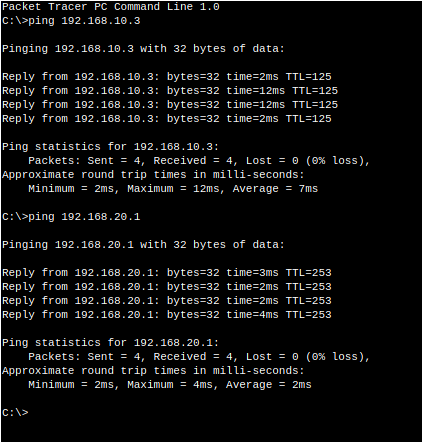 Packet Tracer PC Command Line 1.0
C:\>ping 192.168.10.3
Pinging 192.168.10.3 with 32 bytes of data:
Reply from 192.168.10.3: bytes=32 time=2ms TTL=125
Reply from 192.168.10.3: bytes=32 time=12ms TTL=125
Reply from 192.168.10.3: bytes=32 time=12ms TTL=125
Reply from 192.168.10.3: bytes=32 time=2ms TTL=125
Ping statistics for 192.168.10.3:
Packets: Sent = 4, Received = 4, Lost = 0 (0% loss),
Approximate round trip times in milli-seconds:
Minimum = 2ms, Maximum = 12ms, Average = 7ms
C:\>ping 192.168.20.1
Pinging 192.168.20.1 with 32 bytes of data:
Reply from 192.168.20.1: bytes=32 time=3ms TTL=253
Reply from 192.168.20.1: bytes=32 time=2ms TTL=253
Reply from 192.168.20.1: bytes=32 time=2ms TTL=253
Reply from 192.168.20.1: bytes=32 time=4ms TTL=253
Ping statistics for 192.168.20.1:
Packets: Sent = 4, Received = 4, Lost = 0 (0% loss),
Approximate round trip times in milli-seconds:
Minimum = 2ms, Maximum = 4ms, Average = 2ms
C:\>